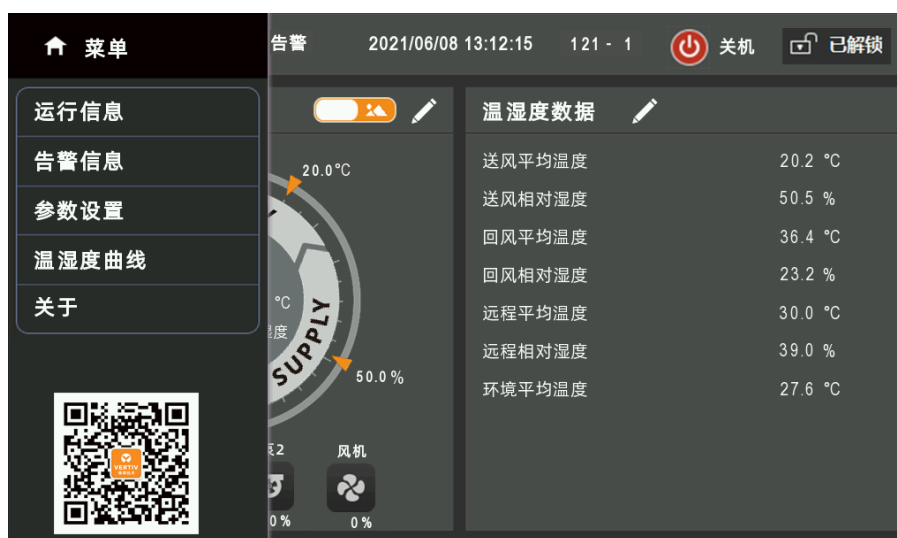 菜单
告警
2021/06/08 13:12:15
121 - 1
关机
已解锁
运行信息
告警信息
参数设置
温湿度曲线
关于
VERTIV
20.0°C
°C
度
SUPPLY
50.0%
泵2
风机
0%
0%
温湿度数据
送风平均温度 20.2 °C
送风相对湿度 50.5 %
回风平均温度 36.4 °C
回风相对湿度 23.2 %
远程平均温度 30.0 °C
远程相对湿度 39.0 %
环境平均温度 27.6 °C